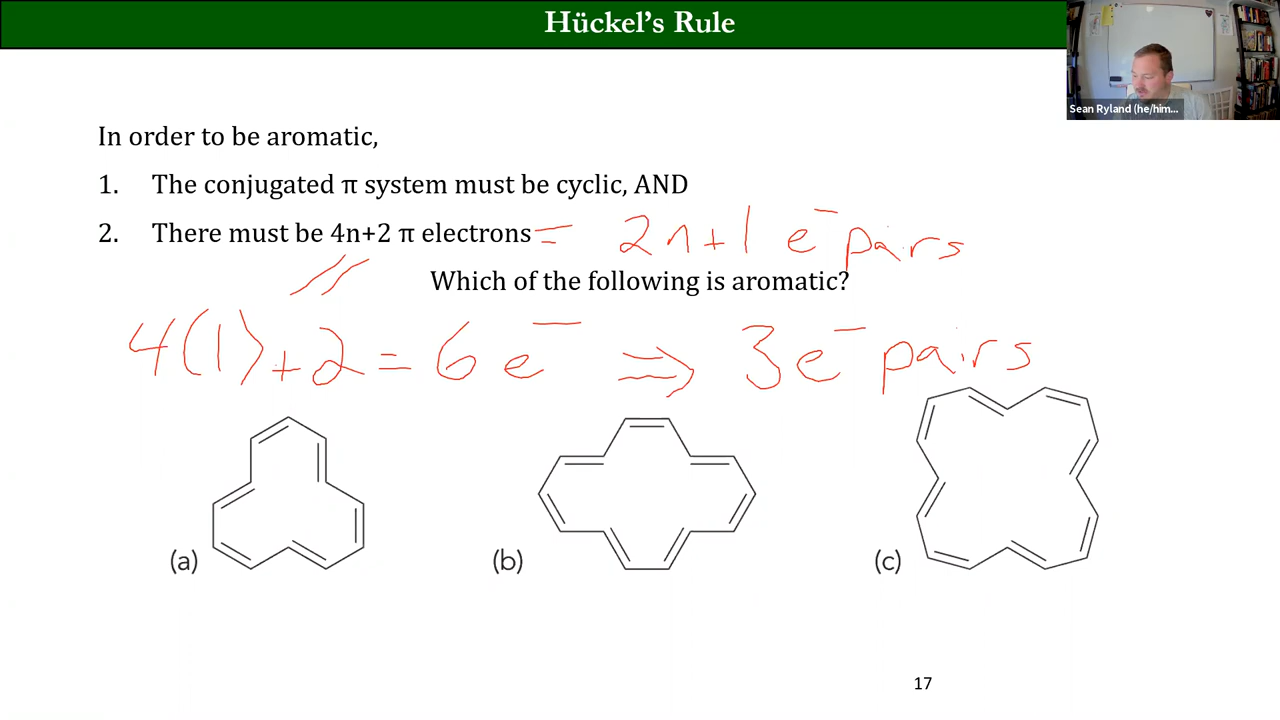 Hückel's Rule
Sean Ryland (he/him...
In order to be aromatic,
1. The conjugated π system must be cyclic, AND
2. There must be 4n+2 π electrons = 2n+1 e⁻ pairs
Which of the following is aromatic?
4(1)+2 = 6e⁻ ⇒ 3e⁻ pairs
(a) (b) (c)
17